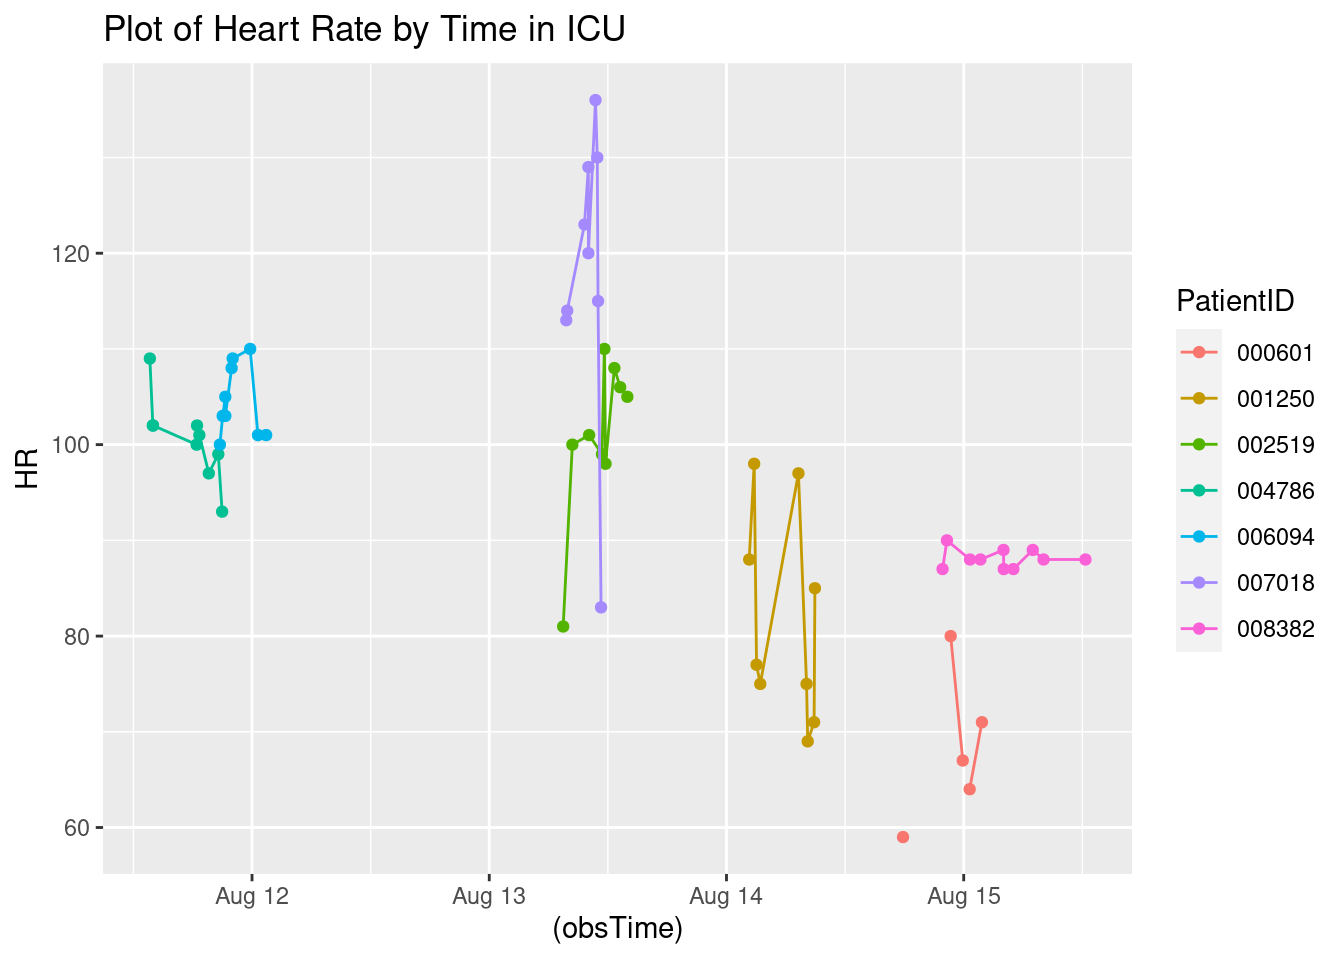 Plot of Heart Rate by Time in ICU
HR
120
100
80
60
Aug 12
Aug 13
Aug 14
Aug 15
(obsTime)
PatientID
000601
001250
002519
004786
006094
007018
008382